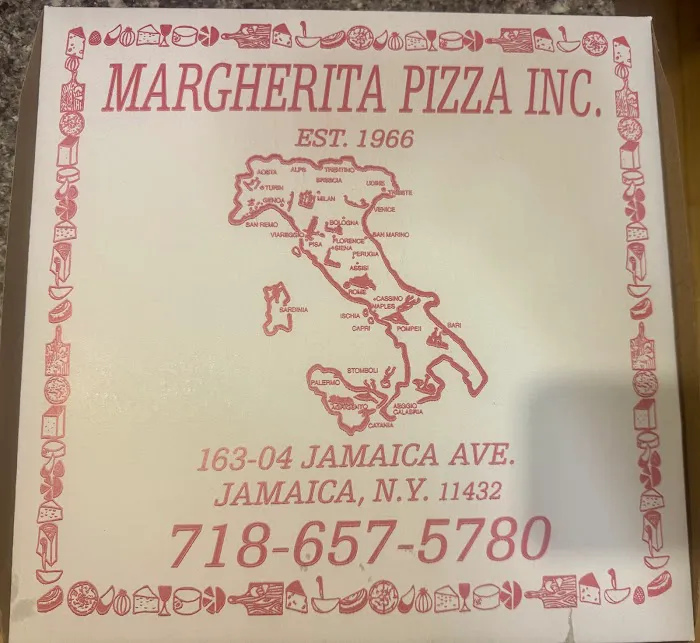 MARGHERITA PIZZA INC.
EST. 1966
AOSTA ALPS TRENTINO
BRESCIA
UDINE
TURIN
TRIESTE
MILAN
GENOA
VENICE
SAN REMO
BOLOGNA
VIAREGGIO
FLORENCE
SAN MARINO
PISA
SIENA
PERUGIA
ASSISI
ROME
CASSINO
NAPLES
SARDINIA
ISCHIA
CAPRI
POMPEII
BARI
STOMBOLI
PALERMO
AGRIGENTO
AEGGIO
CALABRIA
CATANIA
163-04 JAMAICA AVE.
JAMAICA, N.Y. 11432
718-657-5780